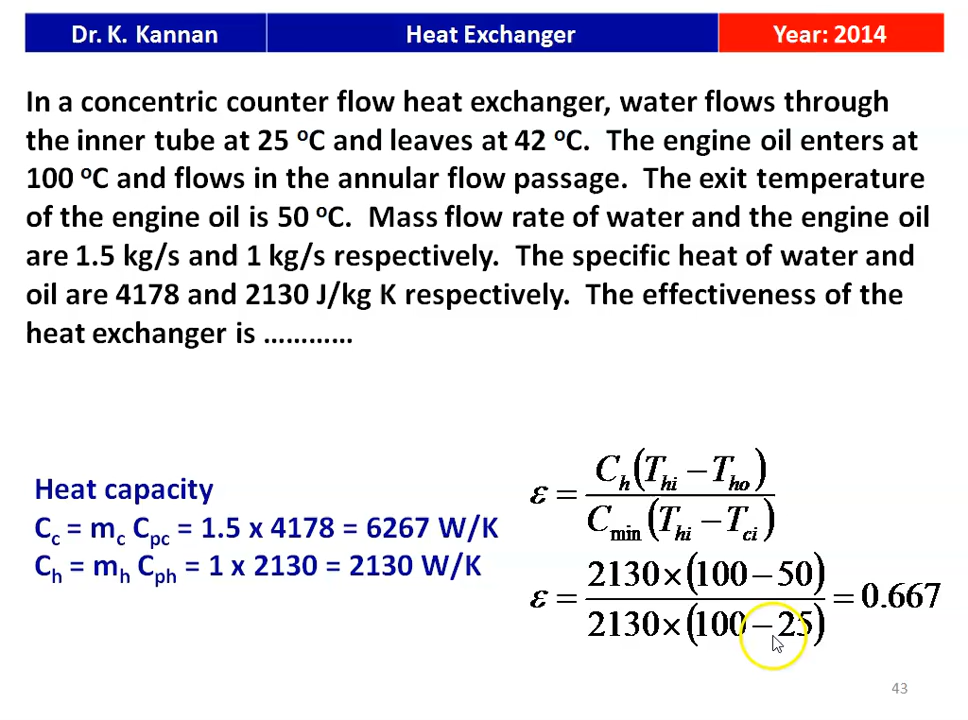 Dr. K. Kannan Heat Exchanger Year: 2014
In a concentric counter flow heat exchanger, water flows through
the inner tube at 25 °C and leaves at 42 °C. The engine oil enters at
100 °C and flows in the annular flow passage. The exit temperature
of the engine oil is 50 °C. Mass flow rate of water and the engine oil
are 1.5 kg/s and 1 kg/s respectively. The specific heat of water and
oil are 4178 and 2130 J/kg K respectively. The effectiveness of the
heat exchanger is …………
Heat capacity
C_c = m_c C_pc = 1.5 x 4178 = 6267 W/K
C_h = m_h C_ph = 1 x 2130 = 2130 W/K
ε = C_h(T_hi − T_ho) / C_min(T_hi − T_ci)
ε = 2130×(100−50) / 2130×(100−25) = 0.667
43